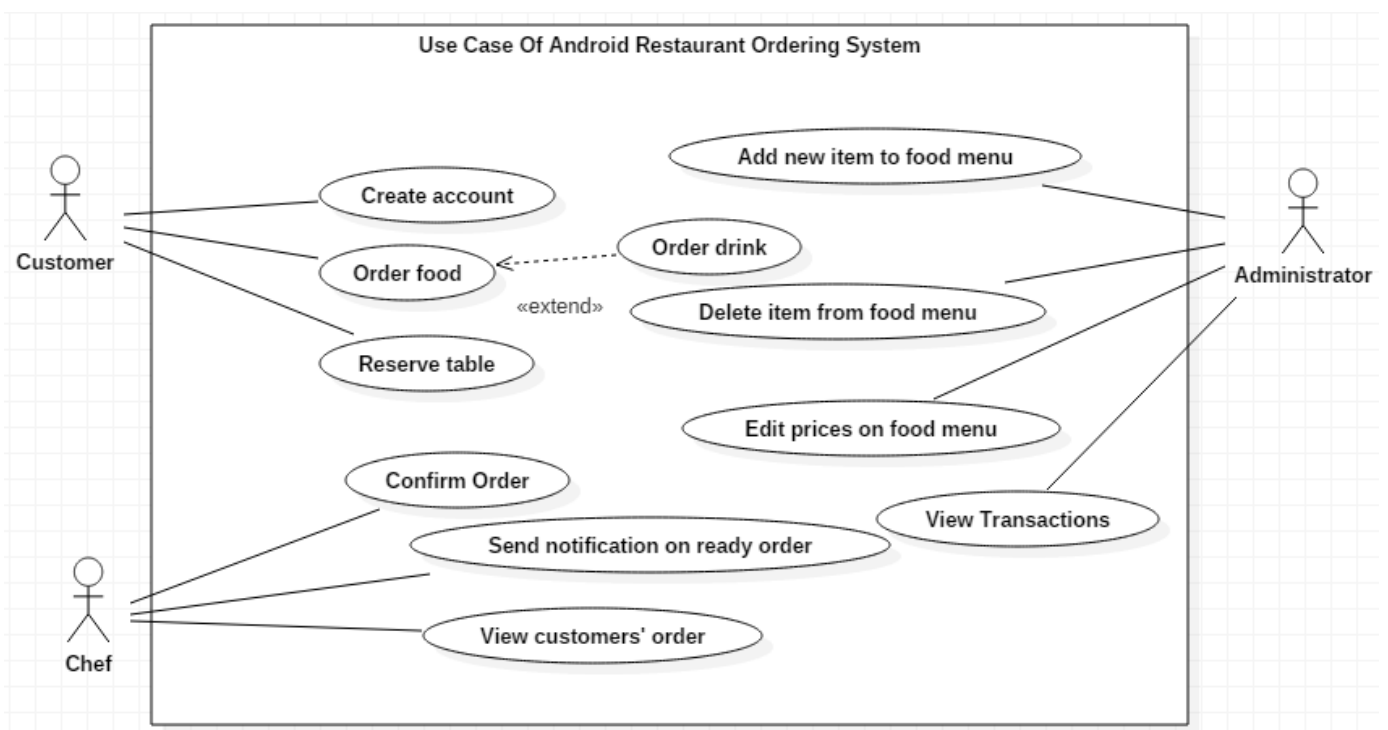 Use Case Of Android Restaurant Ordering System
Add new item to food menu
Create account
Order drink
Customer
Order food
Administrator
«extend»
Delete item from food menu
Reserve table
Edit prices on food menu
Confirm Order
View Transactions
Send notification on ready order
View customers' order
Chef